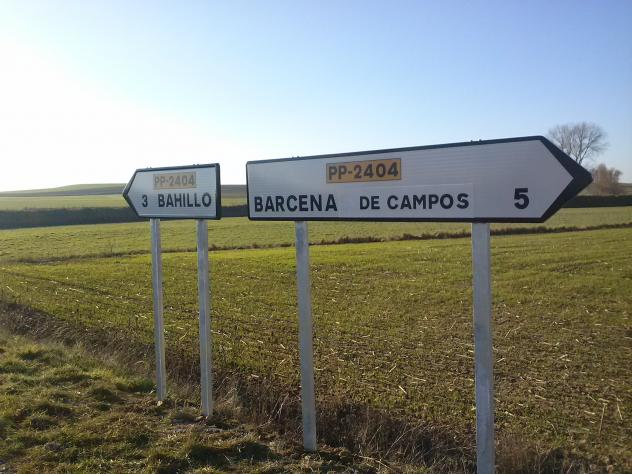 PP-2404
3 BAHILLO
PP-2404
BARCENA DE CAMPOS 5